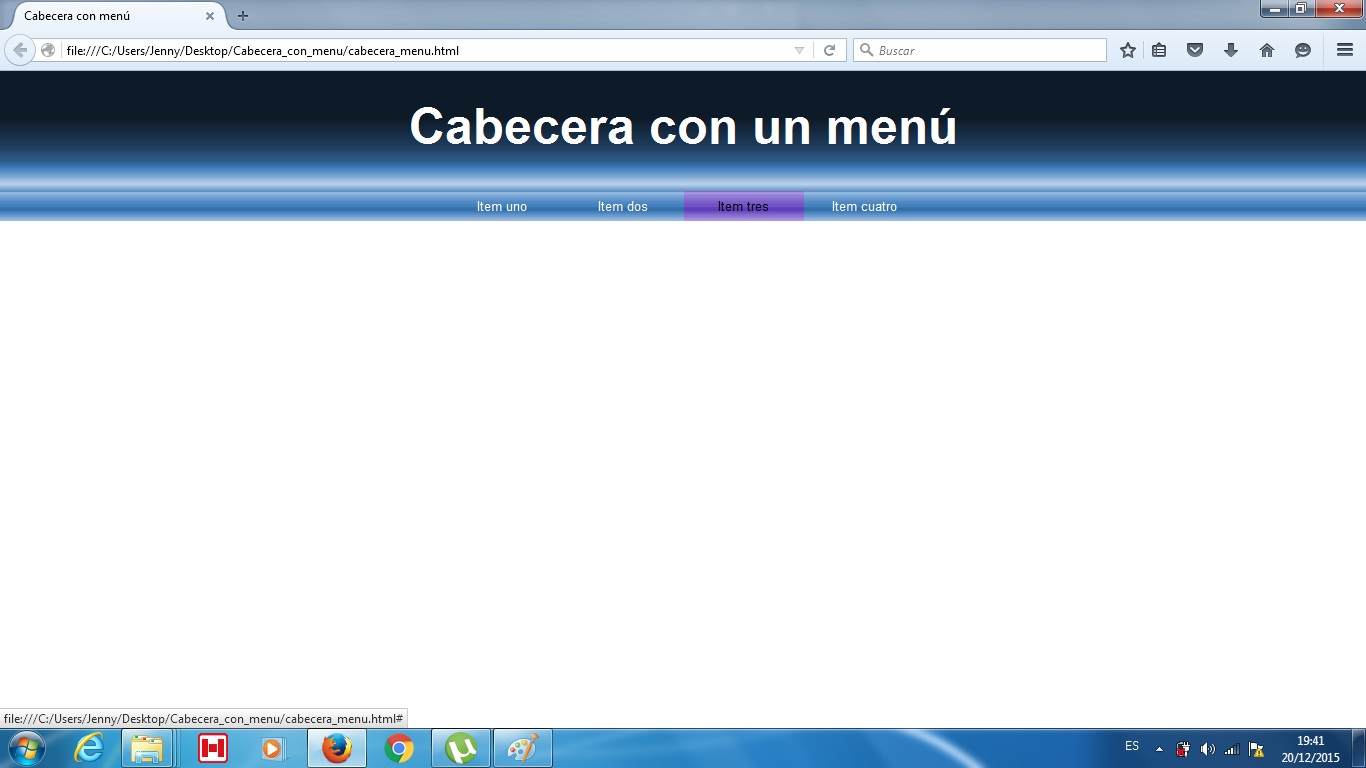 Cabecera con menú
file:///C:/Users/Jenny/Desktop/Cabecera_con_menu/cabecera_menu.html
Buscar
Cabecera con un menú
Item uno Item dos Item tres Item cuatro
file:///C:/Users/Jenny/Desktop/Cabecera_con_menu/cabecera_menu.html#
ES
19:41
20/12/2015